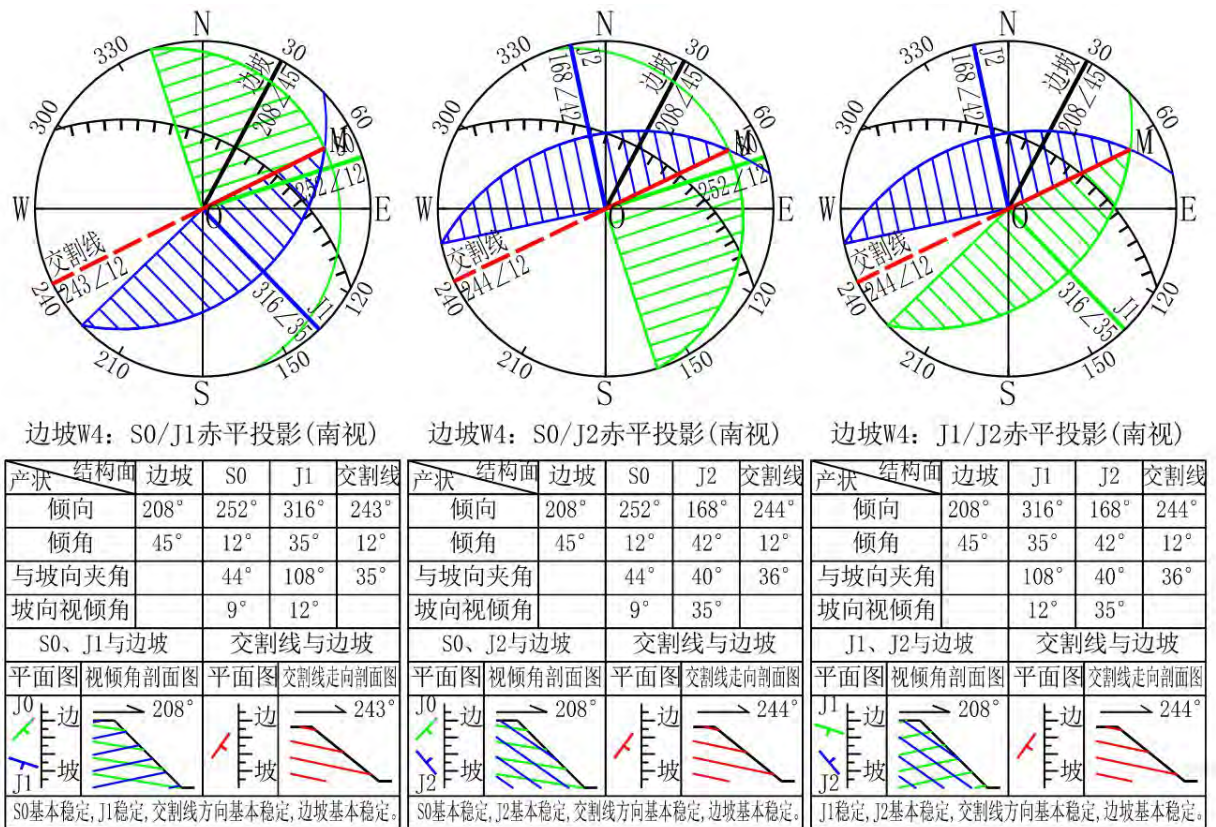 N
30
60
E
120
150
S
210
240
W
300
330
边坡
208∠45
M
S0
252∠12
O
J1
316∠35
交割线
243∠12
N
30
60
E
120
150
S
210
240
W
300
330
J2
168∠42
边坡
208∠45
M
S0
252∠12
O
交割线
244∠12
N
30
60
E
120
150
S
210
240
W
300
330
J2
168∠42
边坡
208∠45
M
O
J1
316∠35
交割线
244∠12
边坡W4: S0/J1赤平投影(南视)
产状 结构面 边坡 S0 J1 交割线
倾向 208° 252° 316° 243°
倾角 45° 12° 35° 12°
与坡向夹角 44° 108° 35°
坡向视倾角 9° 12°
S0、J1与边坡 交割线与边坡
平面图 视倾角剖面图 平面图 交割线走向剖面图
J0 边 208° 边 243°
J1 坡 坡
S0基本稳定,J1稳定,交割线方向基本稳定,边坡基本稳定。
边坡W4: S0/J2赤平投影(南视)
产状 结构面 边坡 S0 J2 交割线
倾向 208° 252° 168° 244°
倾角 45° 12° 42° 12°
与坡向夹角 44° 40° 36°
坡向视倾角 9° 35°
S0、J2与边坡 交割线与边坡
平面图 视倾角剖面图 平面图 交割线走向剖面图
J0 边 208° 边 244°
J2 坡 坡
S0基本稳定,J2基本稳定,交割线方向基本稳定,边坡基本稳定。
边坡W4: J1/J2赤平投影(南视)
产状 结构面 边坡 J1 J2 交割线
倾向 208° 316° 168° 244°
倾角 45° 35° 42° 12°
与坡向夹角 108° 40° 36°
坡向视倾角 12° 35°
J1、J2与边坡 交割线与边坡
平面图 视倾角剖面图 平面图 交割线走向剖面图
J1 边 208° 边 244°
J2 坡 坡
J1稳定,J2基本稳定,交割线方向基本稳定,边坡基本稳定。